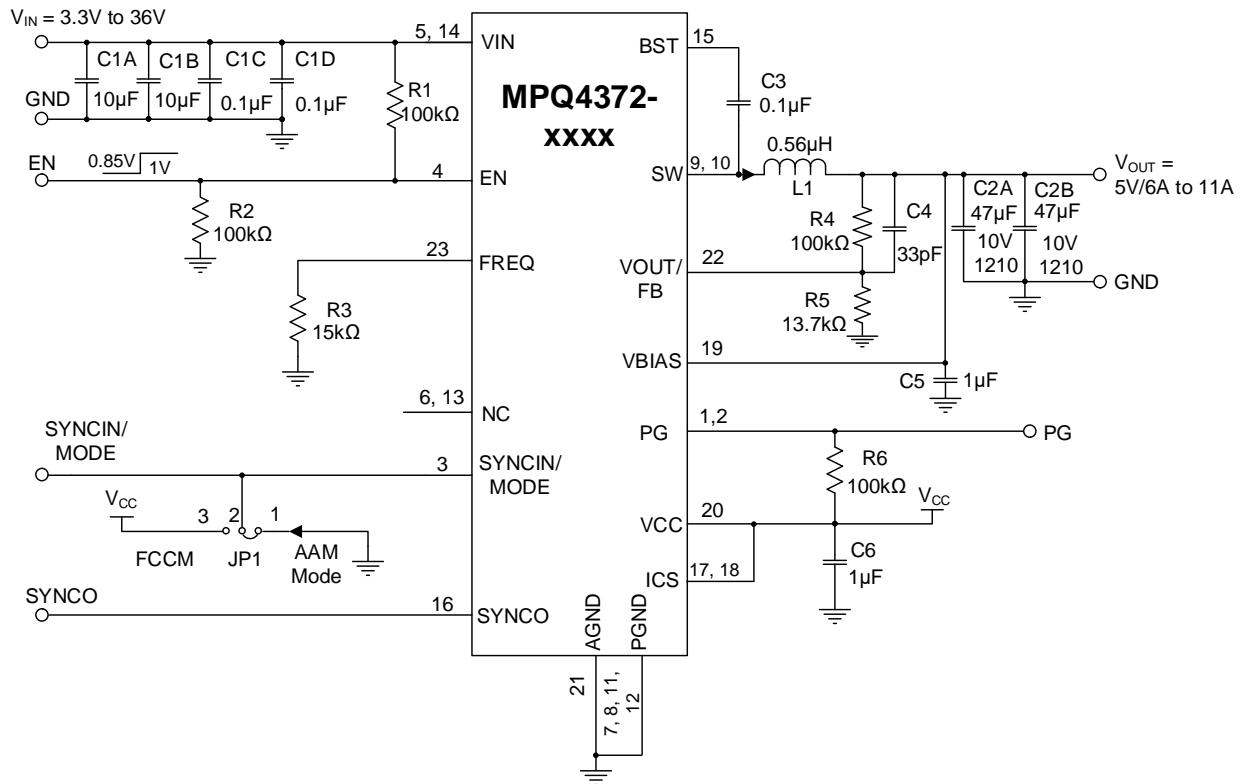 VIN = 3.3V to 36V
5, 14
VIN
C1A
C1B
C1C
C1D
10µF
10µF
0.1µF
0.1µF
GND
R1
100kΩ
EN
0.85V
1V
4
EN
R2
100kΩ
23
FREQ
R3
15kΩ
6, 13
NC
SYNCIN/
MODE
3
SYNCIN/
MODE
VCC
3
2
1
FCCM
JP1
AAM
Mode
SYNCO
16
SYNCO
MPQ4372-
xxxx
BST
15
C3
0.1µF
SW
9, 10
0.56µH
L1
VOUT =
5V/6A to 11A
R4
100kΩ
C4
33pF
C2A
47µF
10V
1210
C2B
47µF
10V
1210
GND
VOUT/
FB
22
R5
13.7kΩ
VBIAS
19
C5
1µF
PG
1,2
PG
R6
100kΩ
VCC
20
VCC
C6
1µF
ICS
17, 18
AGND
PGND
21
7, 8, 11,
12